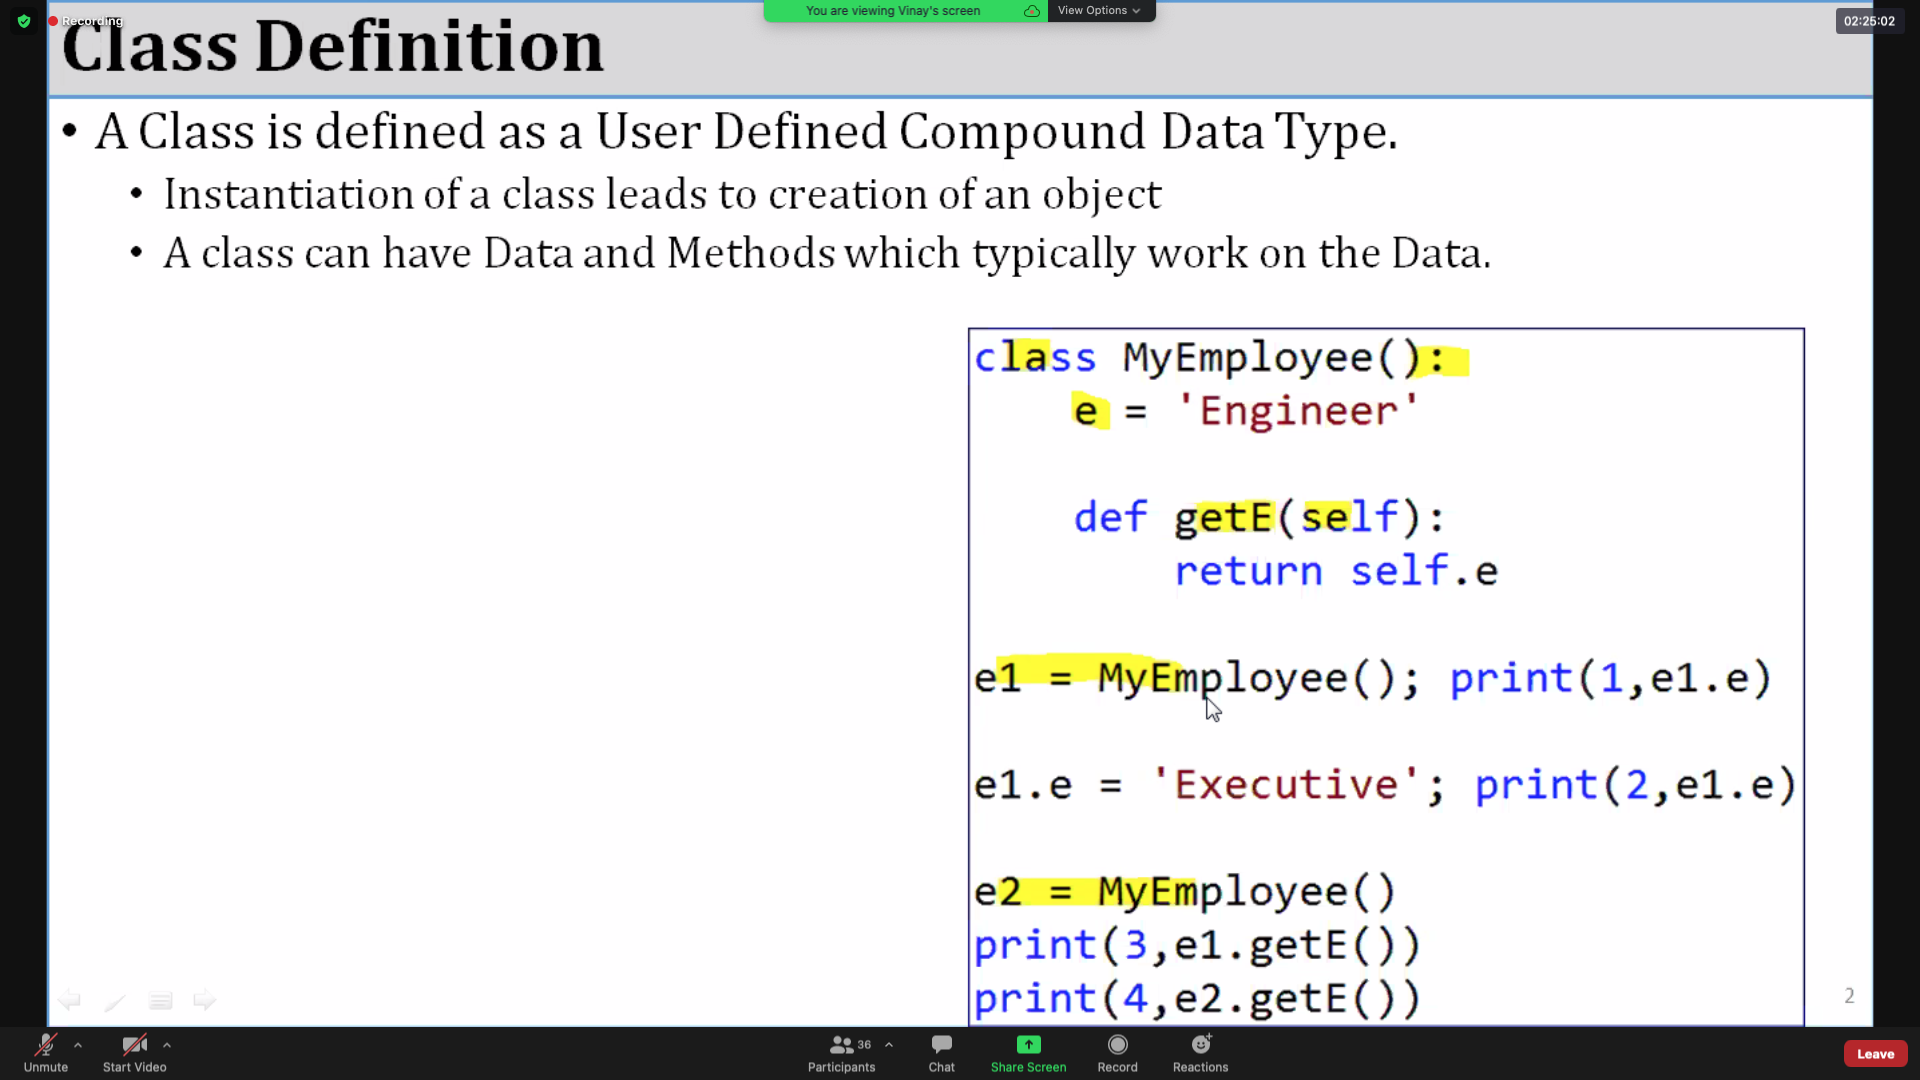 Recording
You are viewing Vinay's screen
View Options
02:25:02
Class Definition
• A Class is defined as a User Defined Compound Data Type.
• Instantiation of a class leads to creation of an object
• A class can have Data and Methods which typically work on the Data.
class MyEmployee():
    e = 'Engineer'
    def getE(self):
        return self.e
e1 = MyEmployee(); print(1,e1.e)
e1.e = 'Executive'; print(2,e1.e)
e2 = MyEmployee()
print(3,e1.getE())
print(4,e2.getE())
2
Unmute
Start Video
Participants
36
Chat
Share Screen
Record
Reactions
Leave